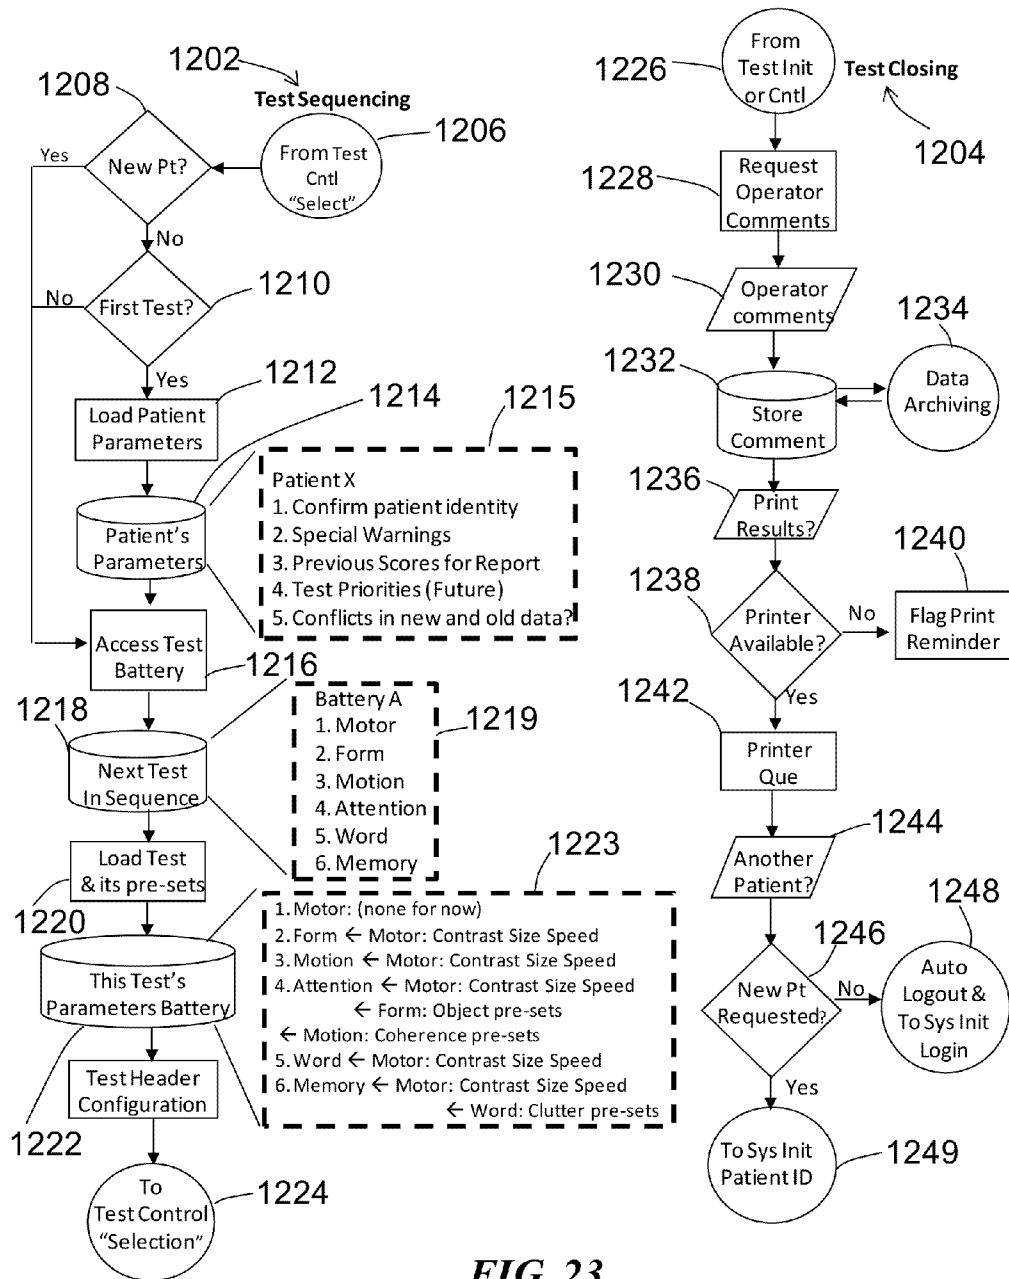 1202
Test Sequencing
1208
1206
From Test
Cntl
“Select”
New Pt?
Yes
No
First Test?
1210
No
Yes
1212
Load Patient
Parameters
1214
Patient's
Parameters
1215
Patient X
1. Confirm patient identity
2. Special Warnings
3. Previous Scores for Report
4. Test Priorities (Future)
5. Conflicts in new and old data?
Access Test
Battery
1216
1218
Next Test
In Sequence
Battery A
1. Motor
2. Form
3. Motion
4. Attention
5. Word
6. Memory
1219
Load Test
& its pre-sets
1220
1223
1. Motor: (none for now)
2. Form ← Motor: Contrast Size Speed
3. Motion ← Motor: Contrast Size Speed
4. Attention ← Motor: Contrast Size Speed
← Form: Object pre-sets
← Motion: Coherence pre-sets
5. Word ← Motor: Contrast Size Speed
6. Memory ← Motor: Contrast Size Speed
← Word: Clutter pre-sets
This Test's
Parameters Battery
1222
Test Header
Configuration
To
Test Control
“Selection”
1224
1226
From
Test Init
or Cntl
Test Closing
1204
1228
Request
Operator
Comments
1230
Operator
comments
1232
Store
Comment
1234
Data
Archiving
1236
Print
Results?
1238
Printer
Available?
No
1240
Flag Print
Reminder
Yes
1242
Printer
Que
1244
Another
Patient?
1246
New Pt
Requested?
No
1248
Auto
Logout &
To Sys Init
Login
Yes
To Sys Init
Patient ID
1249
FIG. 23